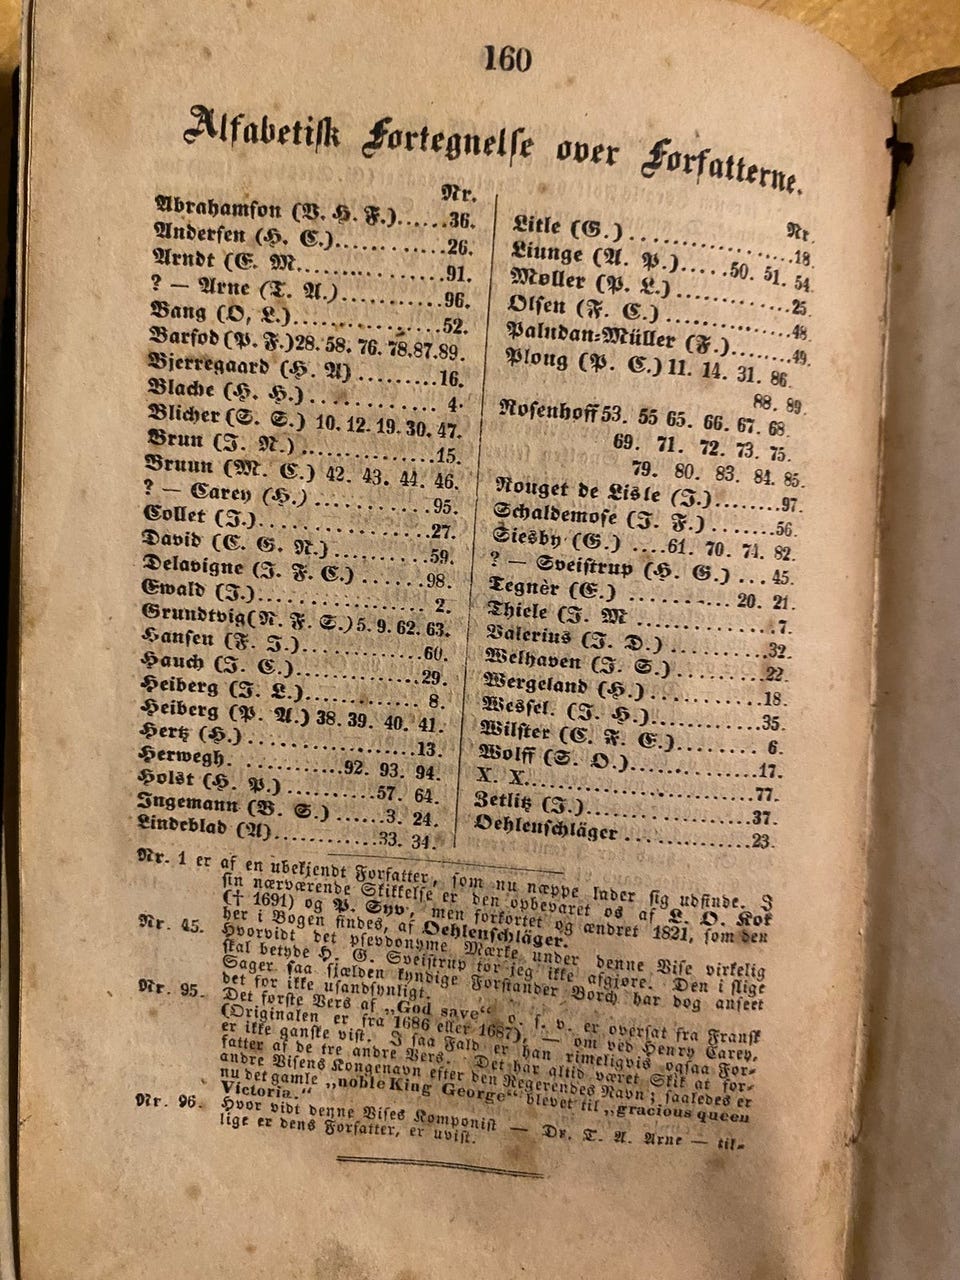 160
Alfabetisk Fortegnelse over Forfatterne.
Nr.
Abrahamson (V. H. F.)......36.
Andersen (H. C.)..............26.
Arndt (E. M..................91.
? — Arne (T. A.).............96.
Bang (O, L.)..................52.
Barfod (P. F.) 28. 58. 76. 78. 87. 89.
Bjerregaard (H. A).........16.
Blache (H. H.)............... 4.
Blicher (S. S.) 10. 12. 19. 30. 47.
Brun (J. N.)..................15.
Bruun (M. C.) 42. 43. 44. 46.
? — Carey (H.)..............95.
Collet (J.)....................27.
David (C. G. N.).............59.
Delavigne (J. F. C.).......98.
Ewald (J.)..................... 2.
Grundtvig (N. F. S.) 5. 9. 62. 63.
Hansen (F. J.)................60.
Hauch (J. C.).................29.
Heiberg (J. L.)................ 8.
Heiberg (P. A.) 38. 39. 40. 41.
Hertz (H.).....................13.
Herwegh. ............92. 93. 94.
Holst (H. P.)..........57. 64.
Ingemann (B. S.)......3. 24.
Lindeblad (A)............33. 34.
Nr.
Litle (G.)....................18.
Liunge (A. P.)......50. 51. 54.
Møller (P. L.)...............25.
Olsen (F. C.)................48.
Paludan=Müller (F.)........49.
Ploug (P. C.) 11. 14. 31. 86.
88. 89.
Rosenhoff 53. 55 65. 66. 67. 68.
69. 71. 72. 73. 75.
79. 80. 83. 84. 85.
Rouget de Lisle (J.)........97.
Schaldemose (J. F.)........56.
Siesby (G.) ....61. 70. 74. 82.
? — Sveistrup (H. G.) ...45.
Tegnèr (E.) .......... 20. 21.
Thiele (J. M ................7.
Valerius (J. D.)............32.
Welhaven (J. S.)...........22.
Wergeland (H.).............18.
Wessel. (J. H.).............35.
Wilster (C. F. E.)......... 6.
Wolff (S. O.)................17.
X. X..........................77.
Zetlitz (J.)...................37.
Oehlenschläger .............23.
Nr. 1 er af en ubekjendt Forfatter, som nu næppe lader sig udfinde. I
sin nærværende Skikkelse er den opbevaret os af L. O. Kok
(† 1691) og P. Syv, men forkortet og ændret 1821, som den
her i Bogen findes, af Oehlenschläger.
Nr. 45. Hvorvidt det psevdonyme Mærke under denne Vise virkelig
skal betyde H. G. Sveistrup tør jeg ikke afgjøre. Den i slige
Sager saa sjælden kyndige Forstander Borch har dog anseet
det for ikke usandsynligt.
Nr. 95. Det første Vers af „God save“ o. s. v. er oversat fra Fransk
(Originalen er fra 1686 eller 1687), — om ved Henry Carey,
er ikke ganske vist. I saa Fald er han rimeligvis ogsaa For-
fatter af de tre andre Vers. Det har altid været Skik at for-
andre Visens Kongenavn efter den Regerendes Navn; saaledes er
nu det gamle „noble King George“ blevet til „gracious queen
Victoria.“
Nr. 96. Hvor vidt denne Vises Komponist — Dr. T. A. Arne — til-
lige er dens Forfatter, er uvist.